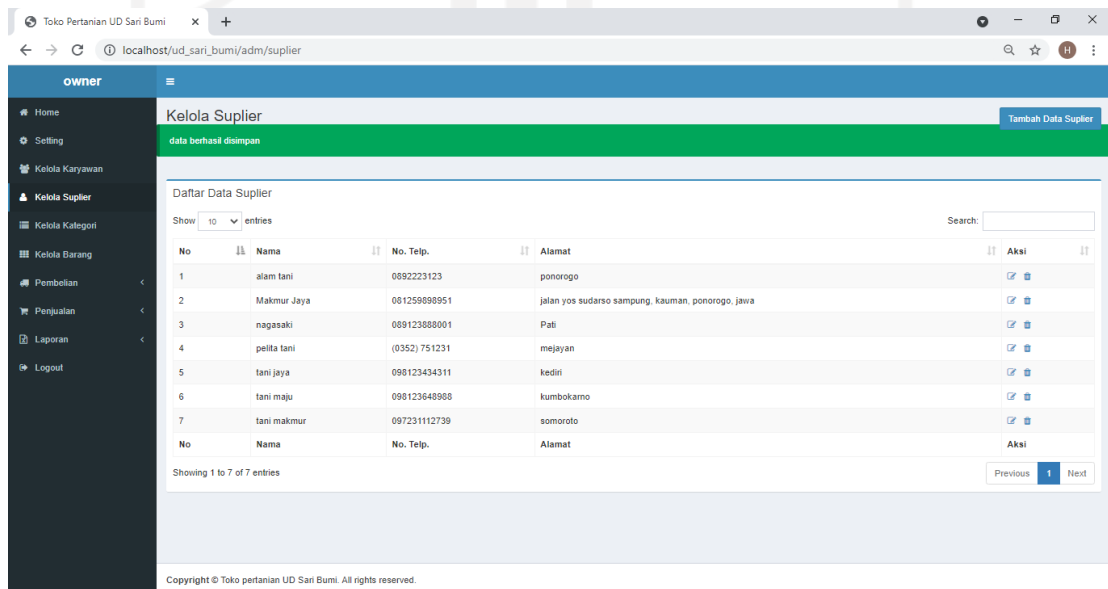 Toko Pertanian UD Sari Bumi
localhost/ud_sari_bumi/adm/suplier
H
owner
Home
Setting
Kelola Karyawan
Kelola Suplier
Kelola Kategori
Kelola Barang
Pembelian
Penjualan
Laporan
Logout
Kelola Suplier
Tambah Data Suplier
data berhasil disimpan
Daftar Data Suplier
Show 10 entries Search:
No Nama No. Telp. Alamat Aksi
1 alam tani 0892223123 ponorogo
2 Makmur Jaya 081259898951 jalan yos sudarso sampung, kauman, ponorogo, jawa
3 nagasaki 089123888001 Pati
4 pelita tani (0352) 751231 mejayan
5 tani jaya 098123434311 kediri
6 tani maju 098123648988 kumbokarno
7 tani makmur 097231112739 somoroto
No Nama No. Telp. Alamat Aksi
Showing 1 to 7 of 7 entries Previous 1 Next
Copyright © Toko pertanian UD Sari Bumi. All rights reserved.